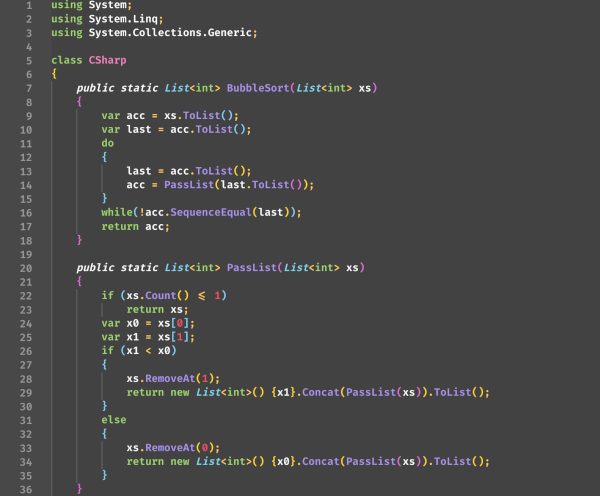 1 using System;
2 using System.Linq;
3 using System.Collections.Generic;
4
5 class CSharp
6 {
7     public static List<int> BubbleSort(List<int> xs)
8     {
9         var acc = xs.ToList();
10         var last = acc.ToList();
11         do
12         {
13             last = acc.ToList();
14             acc = PassList(last.ToList());
15         }
16         while(!acc.SequenceEqual(last));
17         return acc;
18     }
19
20     public static List<int> PassList(List<int> xs)
21     {
22         if (xs.Count() ⩽ 1)
23             return xs;
24         var x0 = xs[0];
25         var x1 = xs[1];
26         if (x1 < x0)
27         {
28             xs.RemoveAt(1);
29             return new List<int>() {x1}.Concat(PassList(xs)).ToList();
30         }
31         else
32         {
33             xs.RemoveAt(0);
34             return new List<int>() {x0}.Concat(PassList(xs)).ToList();
35         }
36     }